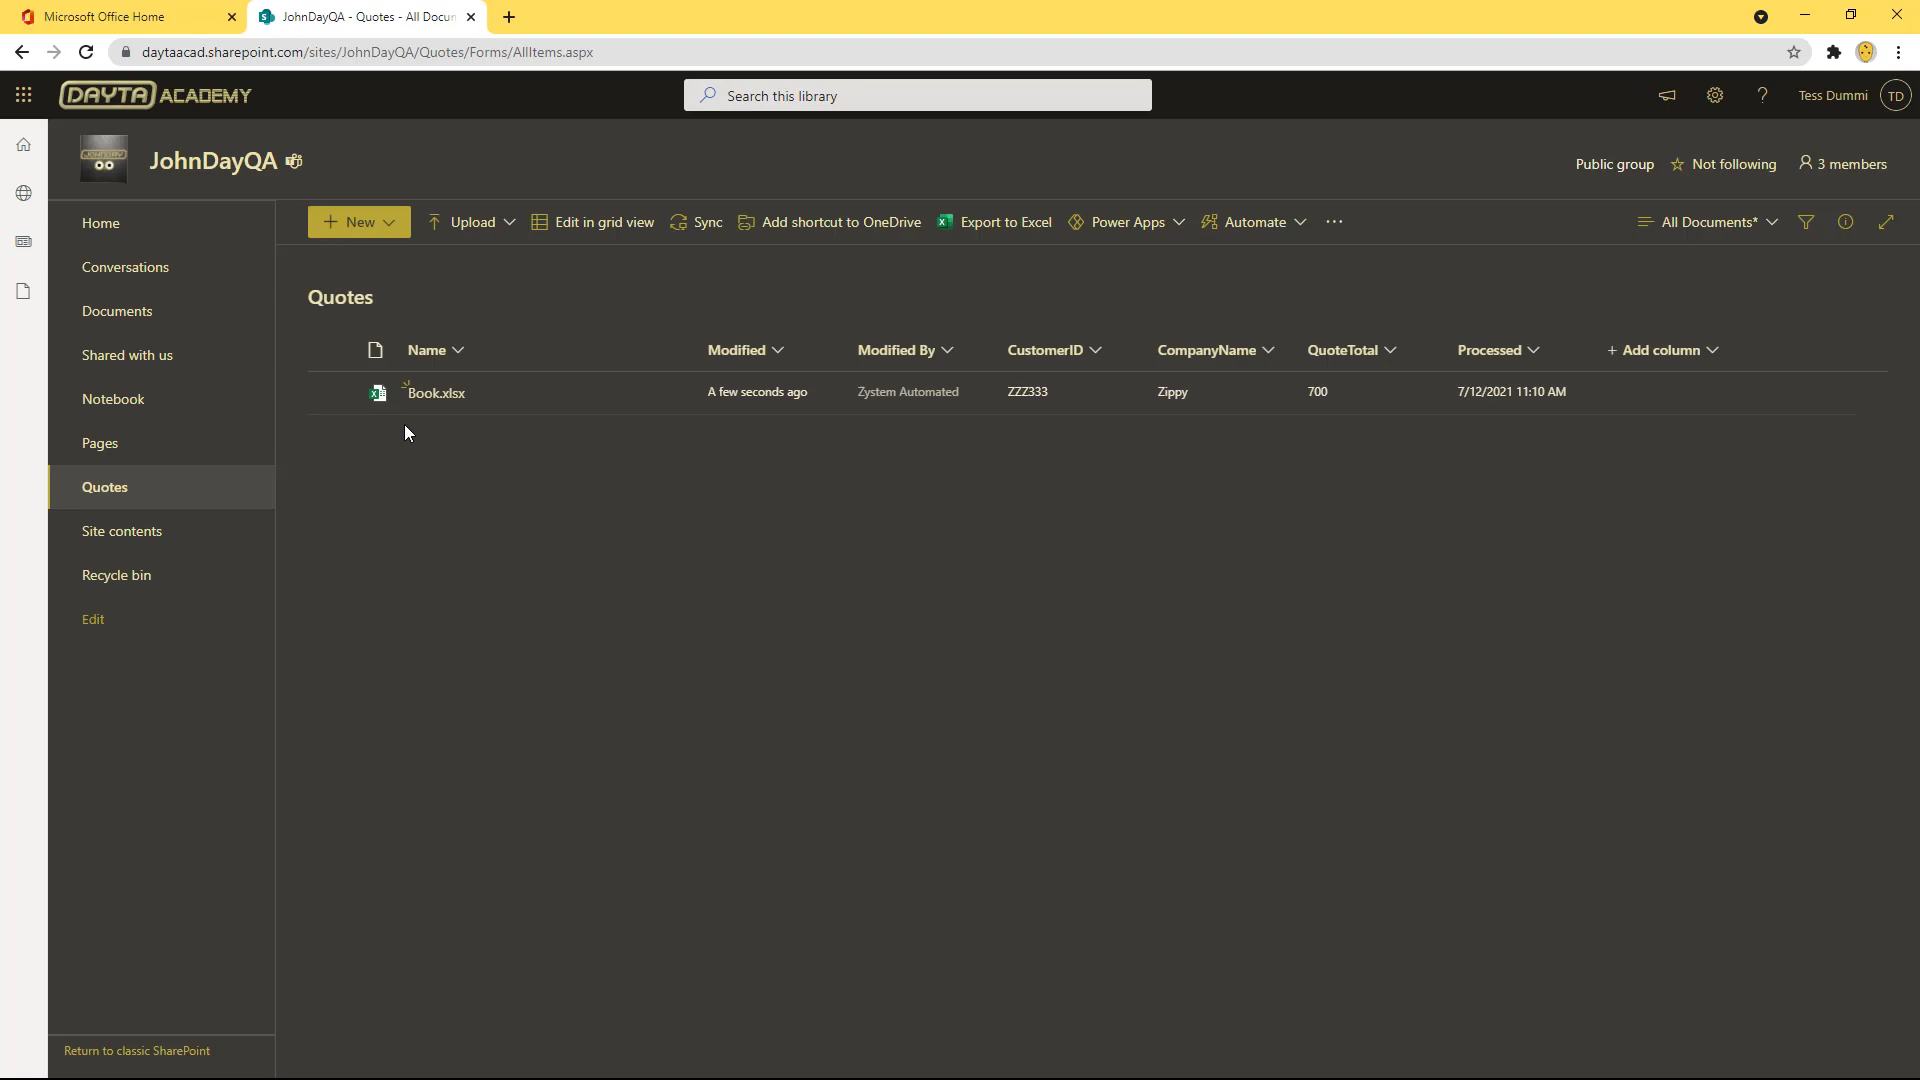 Microsoft Office Home
JohnDayQA - Quotes - All Docun
daytaacad.sharepoint.com/sites/JohnDayQA/Quotes/Forms/AllItems.aspx
DAYTA ACADEMY
Search this library
Tess Dummi
TD
JOHNDAY
JohnDayQA
Public group
Not following
3 members
Home
Conversations
Documents
Shared with us
Notebook
Pages
Quotes
Site contents
Recycle bin
Edit
Return to classic SharePoint
New
Upload
Edit in grid view
Sync
Add shortcut to OneDrive
Export to Excel
Power Apps
Automate
All Documents*
Quotes
Name Modified Modified By CustomerID CompanyName QuoteTotal Processed + Add column
Book.xlsx A few seconds ago Zystem Automated ZZZ333 Zippy 700 7/12/2021 11:10 AM